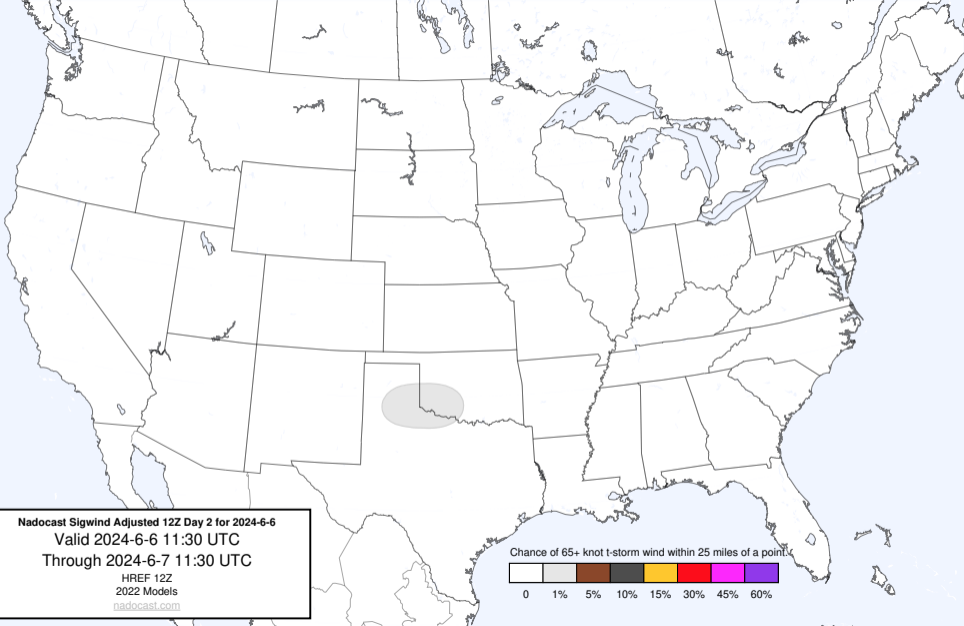 Nadocast Sigwind Adjusted 12Z Day 2 for 2024-6-6
Valid 2024-6-6 11:30 UTC
Through 2024-6-7 11:30 UTC
HREF 12Z
2022 Models
nadocast.com
Chance of 65+ knot t-storm wind within 25 miles of a point.
0 1% 5% 10% 15% 30% 45% 60%